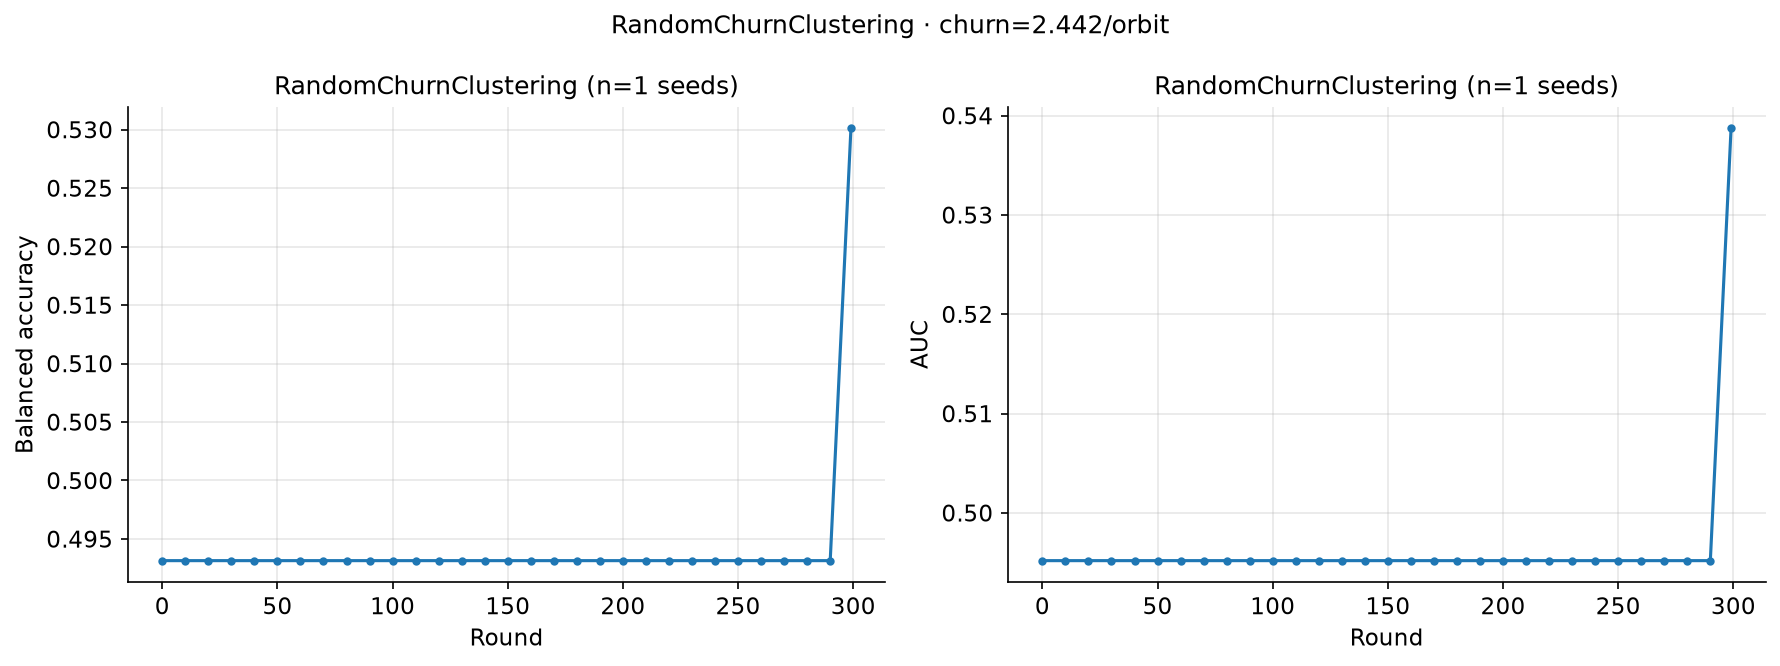 RandomChurnClustering · churn=2.442/orbit
RandomChurnClustering (n=1 seeds)
0.530
0.525
0.520
0.515
0.510
0.505
0.500
0.495
Balanced accuracy
0 50 100 150 200 250 300
Round
RandomChurnClustering (n=1 seeds)
0.54
0.53
0.52
0.51
0.50
AUC
0 50 100 150 200 250 300
Round